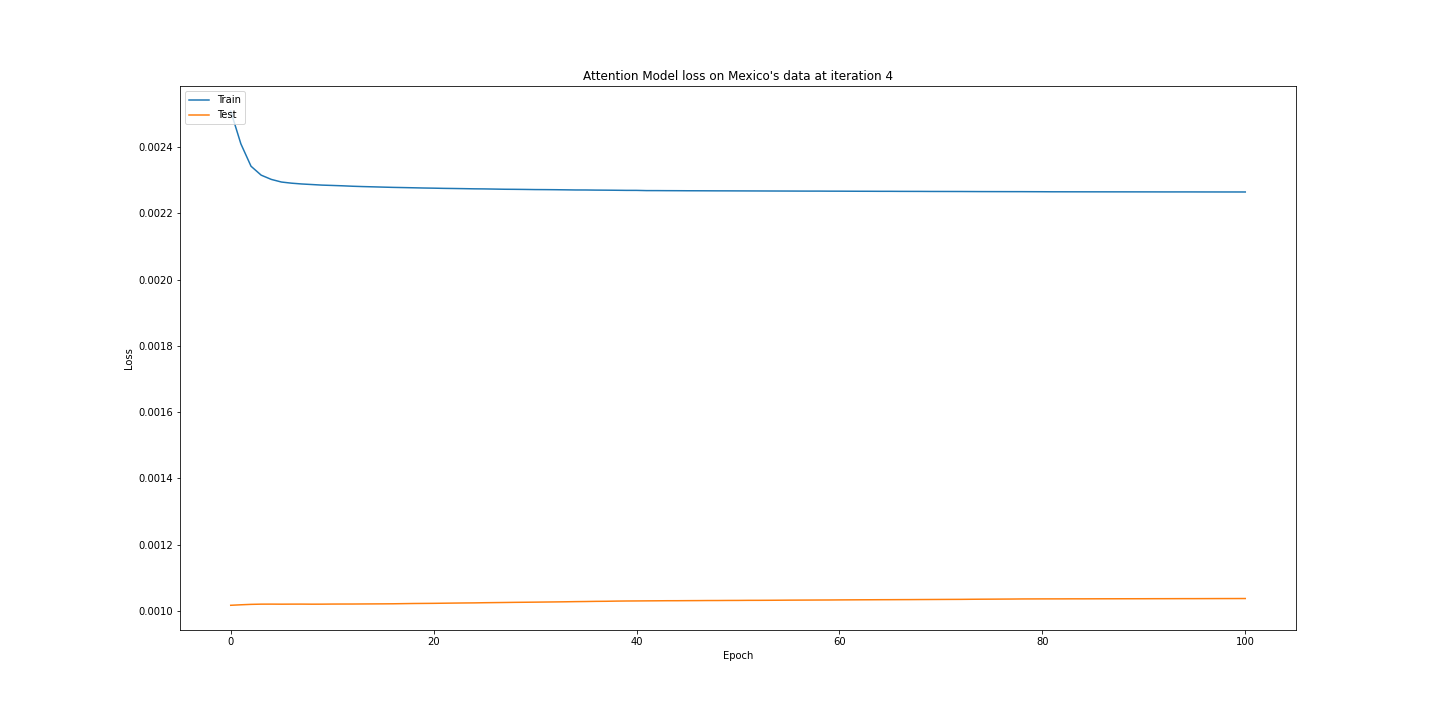 Attention Model loss on Mexico's data at iteration 4
Train
Test
0.0024
0.0022
0.0020
0.0018
0.0016
0.0014
0.0012
0.0010
Loss
0 20 40 60 80 100
Epoch